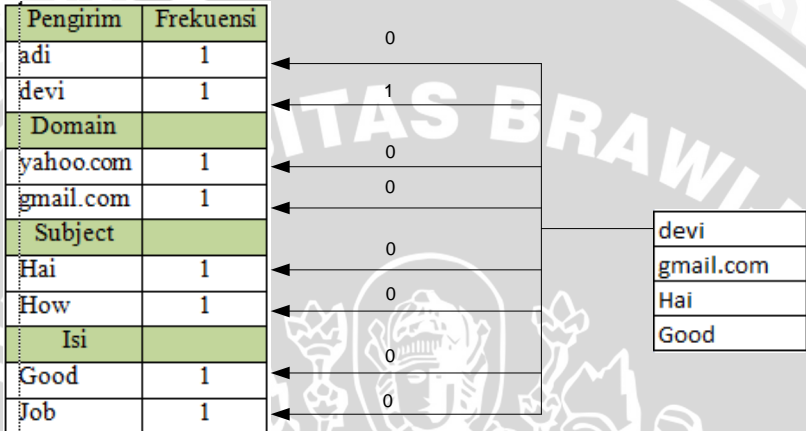 Pengirim Frekuensi
adi 1
devi 1
Domain
yahoo.com 1
gmail.com 1
Subject
Hai 1
How 1
Isi
Good 1
Job 1
0
1
0
0
0
0
0
0
devi
gmail.com
Hai
Good
ITAS BRAWI